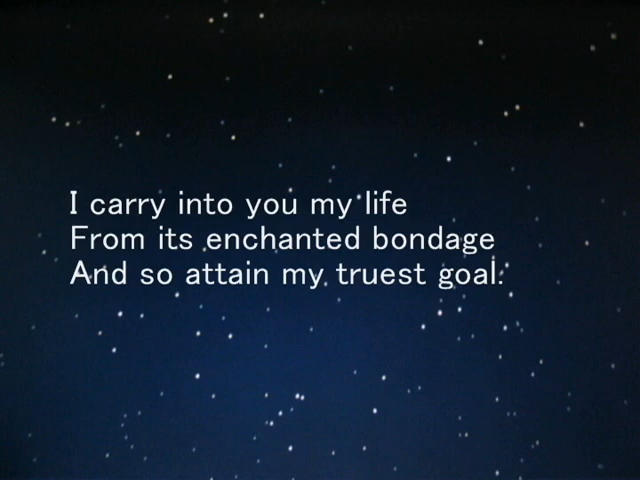 I carry into you my life
From its enchanted bondage
And so attain my truest goal.